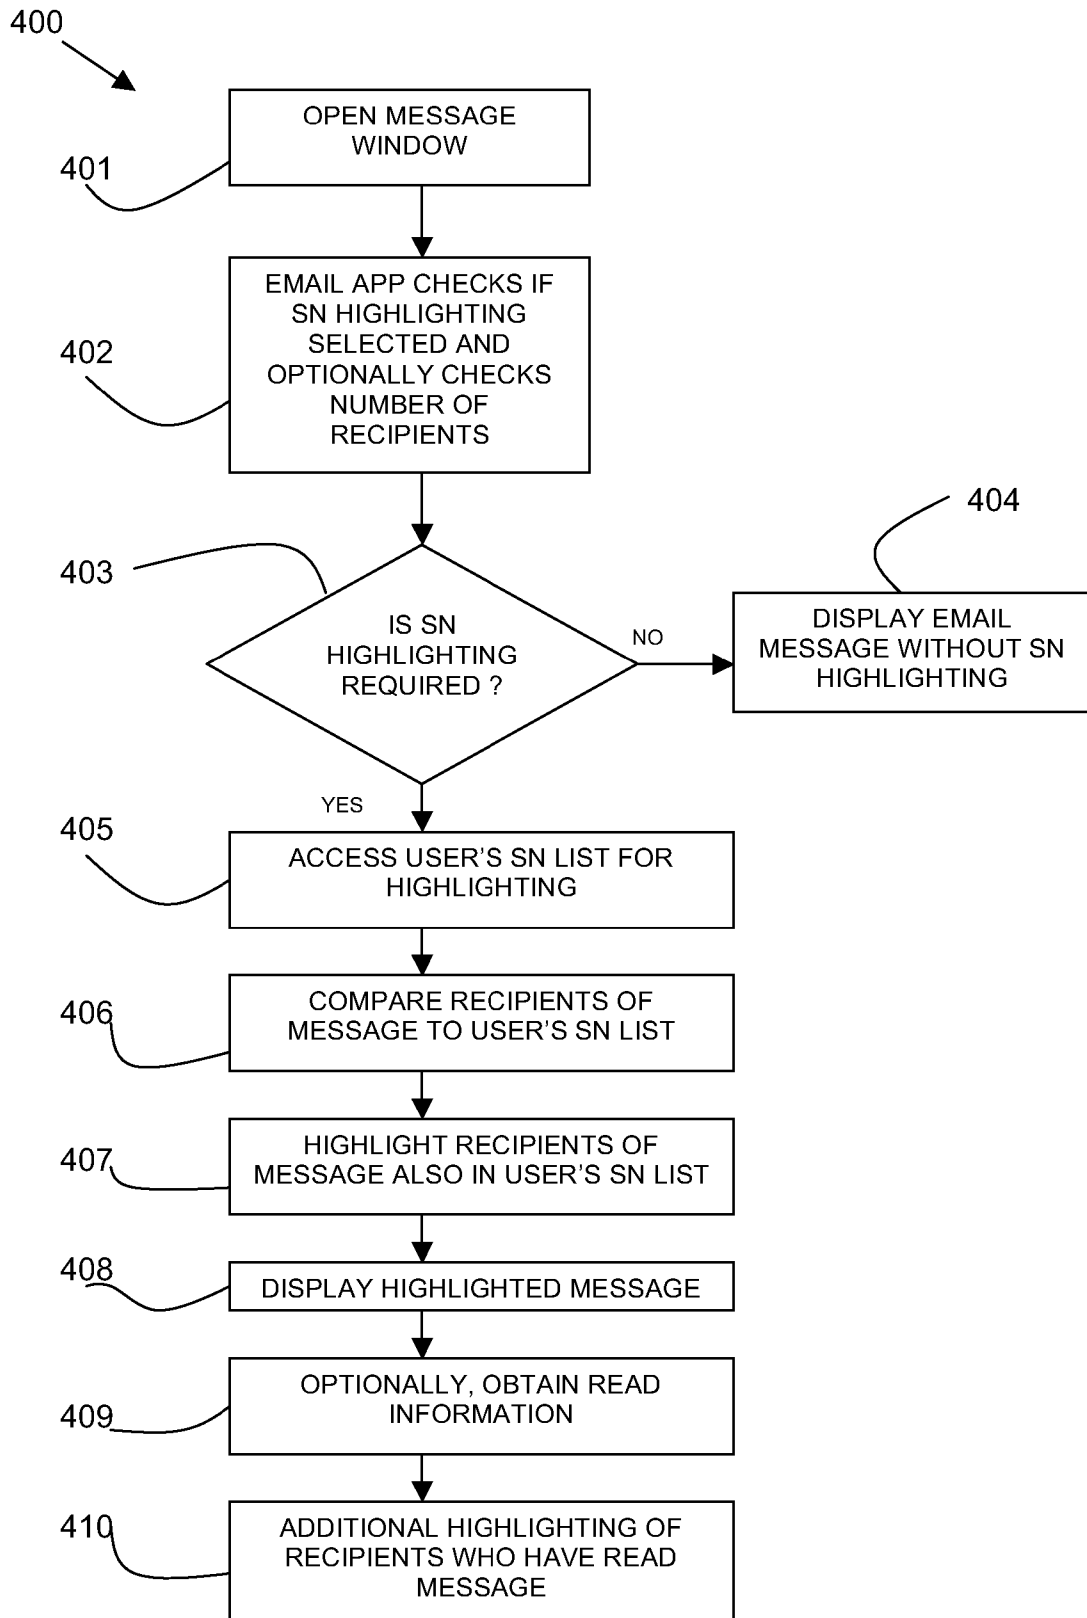 400
OPEN MESSAGE
WINDOW
401
EMAIL APP CHECKS IF
SN HIGHLIGHTING
SELECTED AND
OPTIONALLY CHECKS
NUMBER OF
RECIPIENTS
402
403
IS SN
HIGHLIGHTING
REQUIRED ?
NO
404
DISPLAY EMAIL
MESSAGE WITHOUT SN
HIGHLIGHTING
YES
405
ACCESS USER'S SN LIST FOR
HIGHLIGHTING
406
COMPARE RECIPIENTS OF
MESSAGE TO USER'S SN LIST
407
HIGHLIGHT RECIPIENTS OF
MESSAGE ALSO IN USER'S SN LIST
408
DISPLAY HIGHLIGHTED MESSAGE
409
OPTIONALLY, OBTAIN READ
INFORMATION
410
ADDITIONAL HIGHLIGHTING OF
RECIPIENTS WHO HAVE READ
MESSAGE